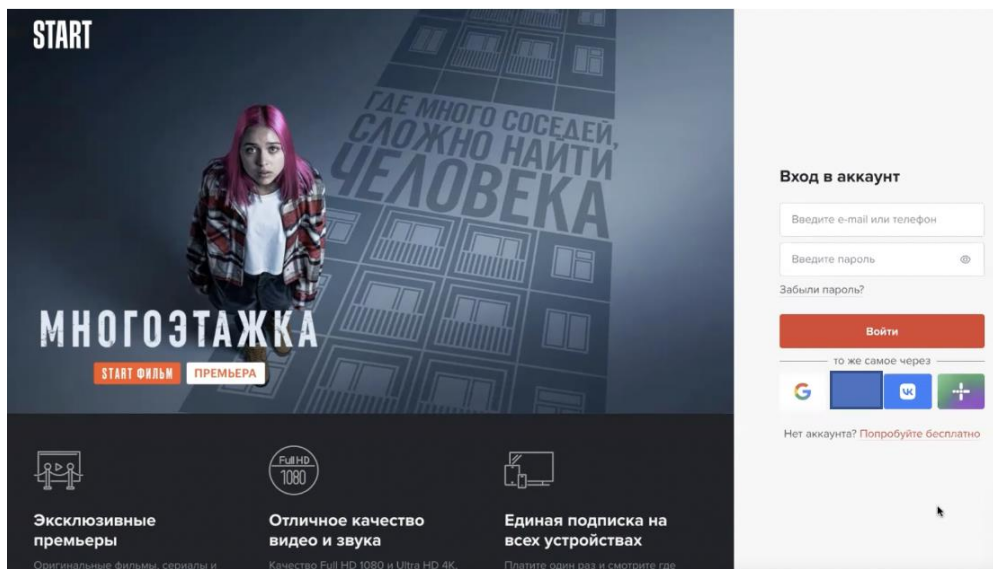 START
ГДЕ МНОГО СОСЕДЕЙ,
СЛОЖНО НАЙТИ
ЧЕЛОВЕКА
МНОГОЭТАЖКА
START ФИЛЬМ
ПРЕМЬЕРА
Full HD
1080
Эксклюзивные
премьеры
Оригинальные фильмы, сериалы и
Отличное качество
видео и звука
Качество Full HD 1080 и Ultra HD 4K,
Единая подписка на
всех устройствах
Платите один раз и смотрите где
Вход в аккаунт
Введите e-mail или телефон
Введите пароль
Забыли пароль?
Войти
то же самое через
G
VK
Нет аккаунта? Попробуйте бесплатно